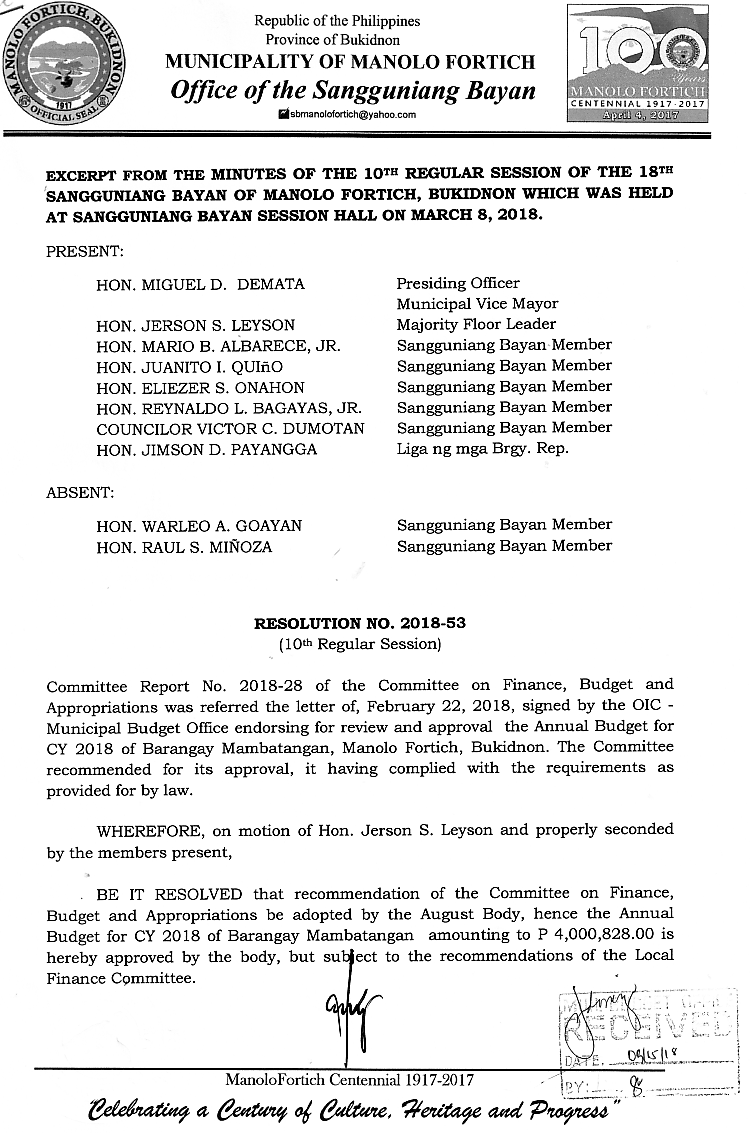 MANOLO FORTICH, BUKIDNON
1917
OFFICIAL SEAL
Republic of the Philippines
Province of Bukidnon
MUNICIPALITY OF MANOLO FORTICH
Office of the Sangguniang Bayan
sbmanolofortich@yahoo.com
100
Years
MANOLO FORTICH
CENTENNIAL 1917-2017
April 4, 2017
EXCERPT FROM THE MINUTES OF THE 10TH REGULAR SESSION OF THE 18TH
SANGGUNIANG BAYAN OF MANOLO FORTICH, BUKIDNON WHICH WAS HELD
AT SANGGUNIANG BAYAN SESSION HALL ON MARCH 8, 2018.
PRESENT:
HON. MIGUEL D. DEMATA Presiding Officer
Municipal Vice Mayor
HON. JERSON S. LEYSON Majority Floor Leader
HON. MARIO B. ALBARECE, JR. Sangguniang Bayan Member
HON. JUANITO I. QUIñO Sangguniang Bayan Member
HON. ELIEZER S. ONAHON Sangguniang Bayan Member
HON. REYNALDO L. BAGAYAS, JR. Sangguniang Bayan Member
COUNCILOR VICTOR C. DUMOTAN Sangguniang Bayan Member
HON. JIMSON D. PAYANGGA Liga ng mga Brgy. Rep.
ABSENT:
HON. WARLEO A. GOAYAN Sangguniang Bayan Member
HON. RAUL S. MIÑOZA Sangguniang Bayan Member
RESOLUTION NO. 2018-53
(10th Regular Session)
Committee Report No. 2018-28 of the Committee on Finance, Budget and
Appropriations was referred the letter of, February 22, 2018, signed by the OIC -
Municipal Budget Office endorsing for review and approval the Annual Budget for
CY 2018 of Barangay Mambatangan, Manolo Fortich, Bukidnon. The Committee
recommended for its approval, it having complied with the requirements as
provided for by law.
WHEREFORE, on motion of Hon. Jerson S. Leyson and properly seconded
by the members present,
BE IT RESOLVED that recommendation of the Committee on Finance,
Budget and Appropriations be adopted by the August Body, hence the Annual
Budget for CY 2018 of Barangay Mambatangan amounting to P 4,000,828.00 is
hereby approved by the body, but subject to the recommendations of the Local
Finance Committee.
RECEIVED
DATE:
BY: 8
ManoloFortich Centennial 1917-2017
"Celebrating a Century of Culture, Heritage and Progress"